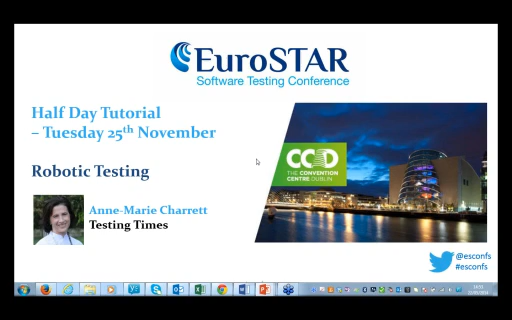 EuroSTAR
Software Testing Conference
Half Day Tutorial
– Tuesday 25th November
Robotic Testing
Anne-Marie Charrett
Testing Times
CCD
THE CONVENTION
CENTRE DUBLIN
@esconfs
#esconfs